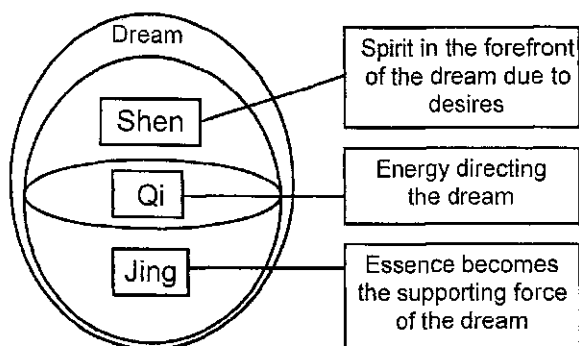 Dream
Shen
Qi
Jing
Spirit in the forefront
of the dream due to
desires
Energy directing
the dream
Essence becomes
the supporting force
of the dream